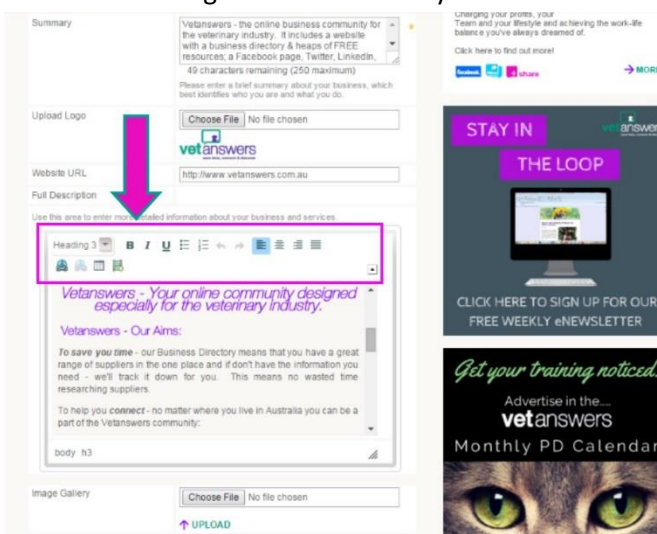 Summary
Vetanswers - the online business community for
the veterinary industry. It includes a website
with a business directory & heaps of FREE
resources; a Facebook page, Twitter, LinkedIn,
49 characters remaining (250 maximum)
Please enter a brief summary about your business, which
best identifies who you are and what you do.
Upload Logo
Choose File No file chosen
vetanswers
Website URL
http://www.vetanswers.com.au
Full Description
Use this area to enter more detailed information about your business and services.
Heading 3 B I U
Vetanswers - Your online community designed
especially for the veterinary industry.
Vetanswers - Our Aims:
To save you time - our Business Directory means that you have a great
range of suppliers in the one place and if don't have the information you
need - we'll track it down for you. This means no wasted time
researching suppliers.
To help you connect - no matter where you live in Australia you can be a
part of the Vetanswers community:
body h3
Image Gallery
Choose File No file chosen
UPLOAD
Charging your profits, your
Team and your lifestyle and achieving the work-life
balance you've always dreamed of.
Click here to find out more!
facebook share MORE
STAY IN
THE LOOP
CLICK HERE TO SIGN UP FOR OUR
FREE WEEKLY eNEWSLETTER
Get your training noticed.
Advertise in the....
vetanswers
Monthly PD Calendar